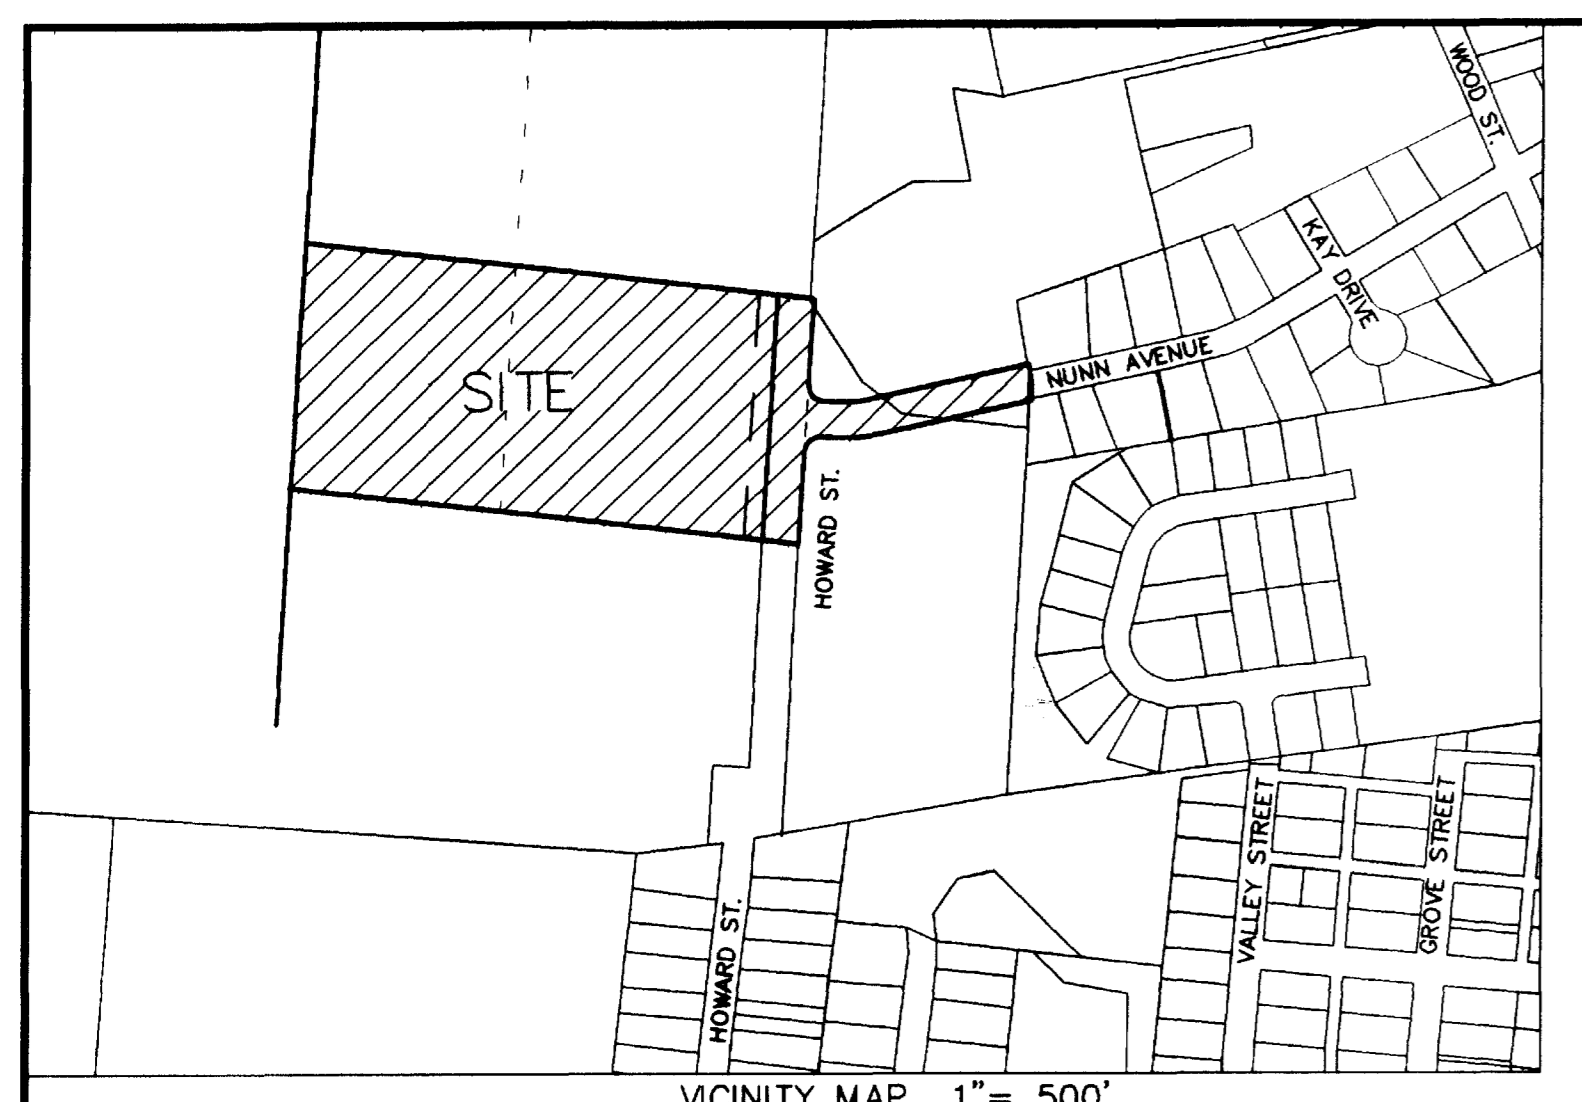 WOOD ST.
KAY DRIVE
NUNN AVENUE
SITE
HOWARD ST.
VALLEY STREET
GROVE STREET
HOWARD ST.
VICINITY MAP 1"= 500'